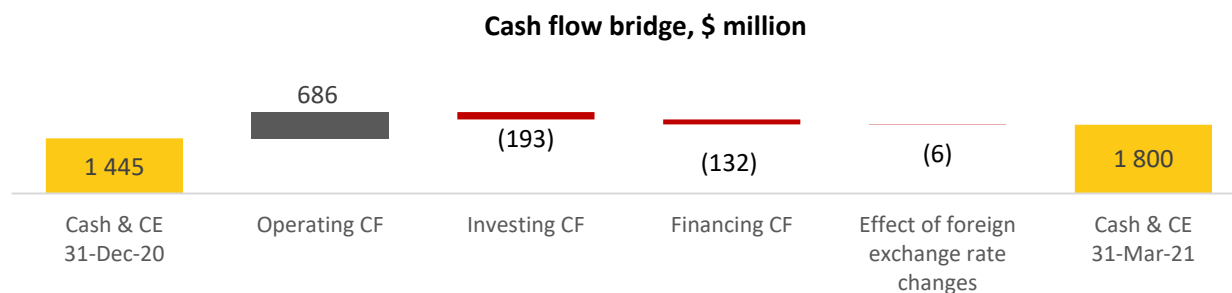 Cash flow bridge, $ million
686
(193)
(132)
(6)
1 445
1 800
Cash & CE
31-Dec-20
Operating CF
Investing CF
Financing CF
Effect of foreign
exchange rate
changes
Cash & CE
31-Mar-21